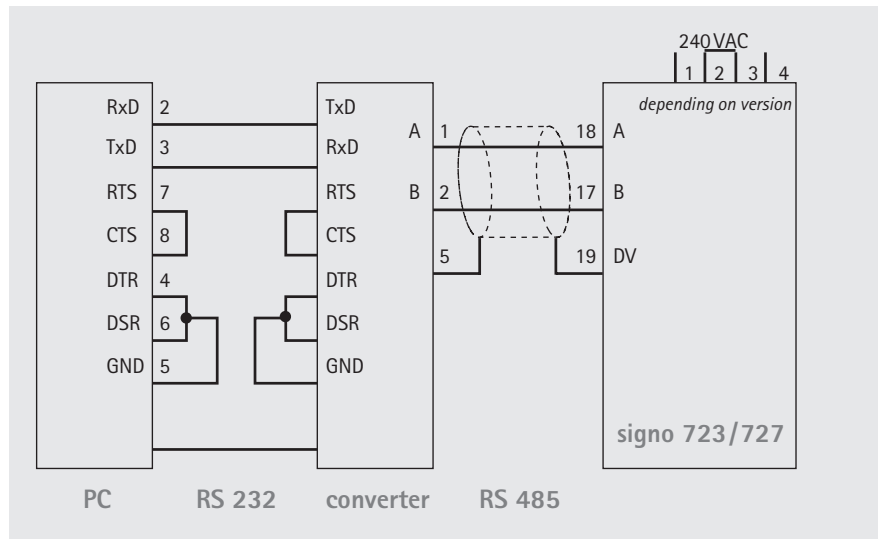 240 VAC
1 2 3 4
depending on version
RxD 2 TxD
A 1 18 A
TxD 3 RxD
RTS 7 RTS B 2 17 B
CTS 8 CTS
5 19 DV
DTR 4 DTR
DSR 6 DSR
GND 5 GND
signo 723/727
PC RS 232 converter RS 485